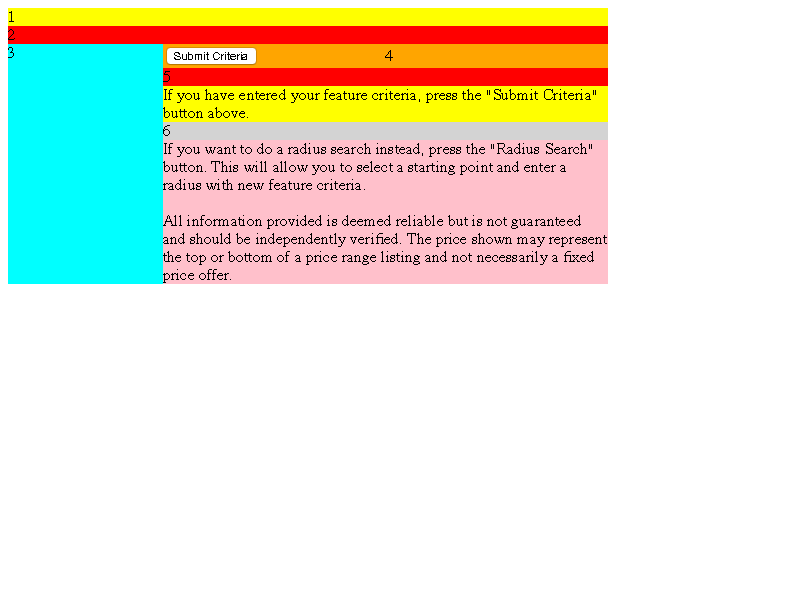 1
2
3
Submit Criteria 4
5
If you have entered your feature criteria, press the "Submit Criteria"
button above.
6
If you want to do a radius search instead, press the "Radius Search"
button. This will allow you to select a starting point and enter a
radius with new feature criteria.
All information provided is deemed reliable but is not guaranteed
and should be independently verified. The price shown may represent
the top or bottom of a price range listing and not necessarily a fixed
price offer.